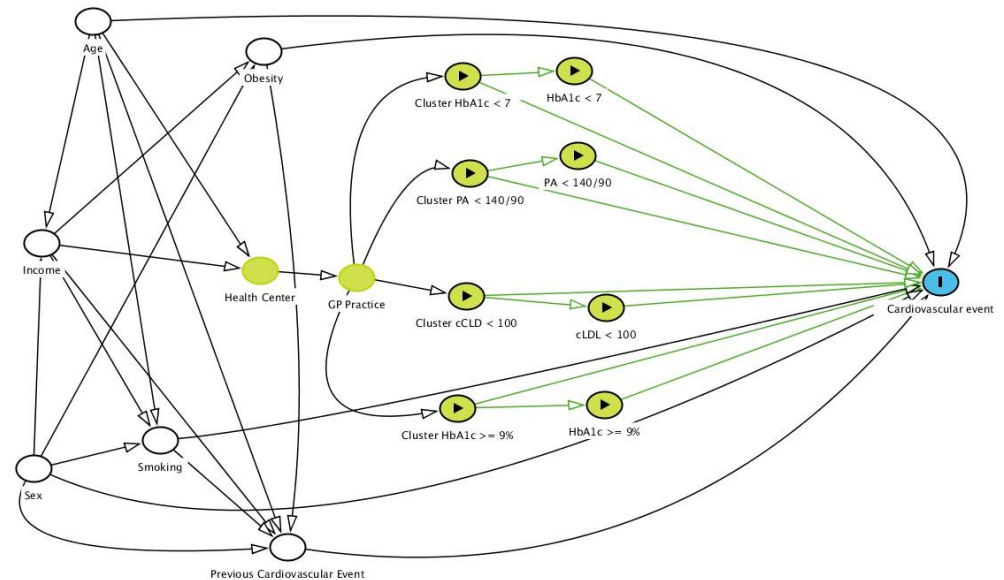 Age
Obesity
Cluster HbA1c < 7
HbA1c < 7
Cluster PA < 140/90
PA < 140/90
Income
Health Center
GP Practice
Cluster cCLD < 100
cLDL < 100
Cardiovascular event
Cluster HbA1c >= 9%
HbA1c >= 9%
Smoking
Sex
Previous Cardiovascular Event